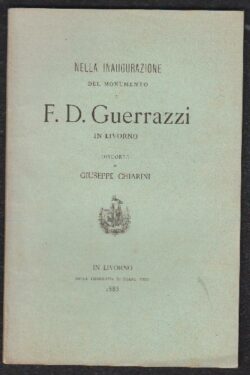 NELLA INAUGURAZIONE
DEL MONUMENTO
F. D. Guerrazzi
IN LIVORNO
DISCORSO
DI
GIUSEPPE CHIARINI
IN LIVORNO
1885